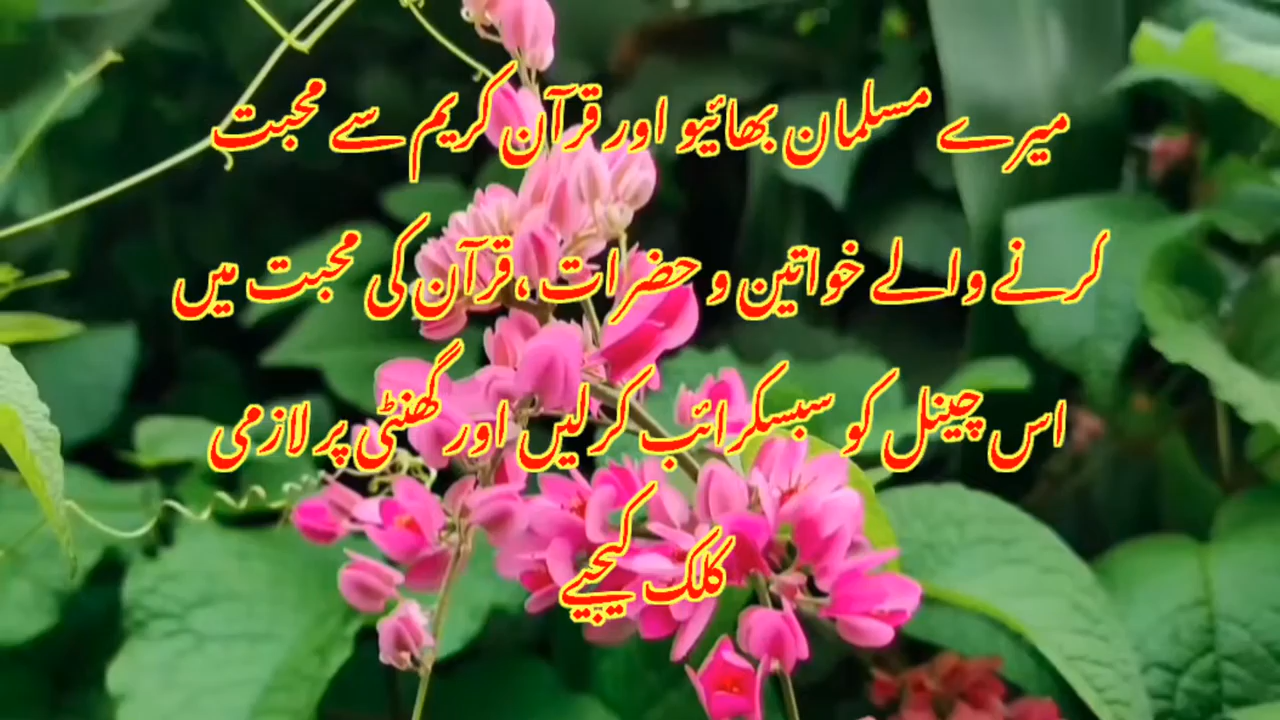 میرے مسلمان بھائیو اور قرآن کریم سے محبت
کرنے والے خواتین و حضرات ،قرآن کی محبت میں
اس چینل کو سبسکرائب کرلیں اور گھنٹی پر لازمی
کلک کیجیے